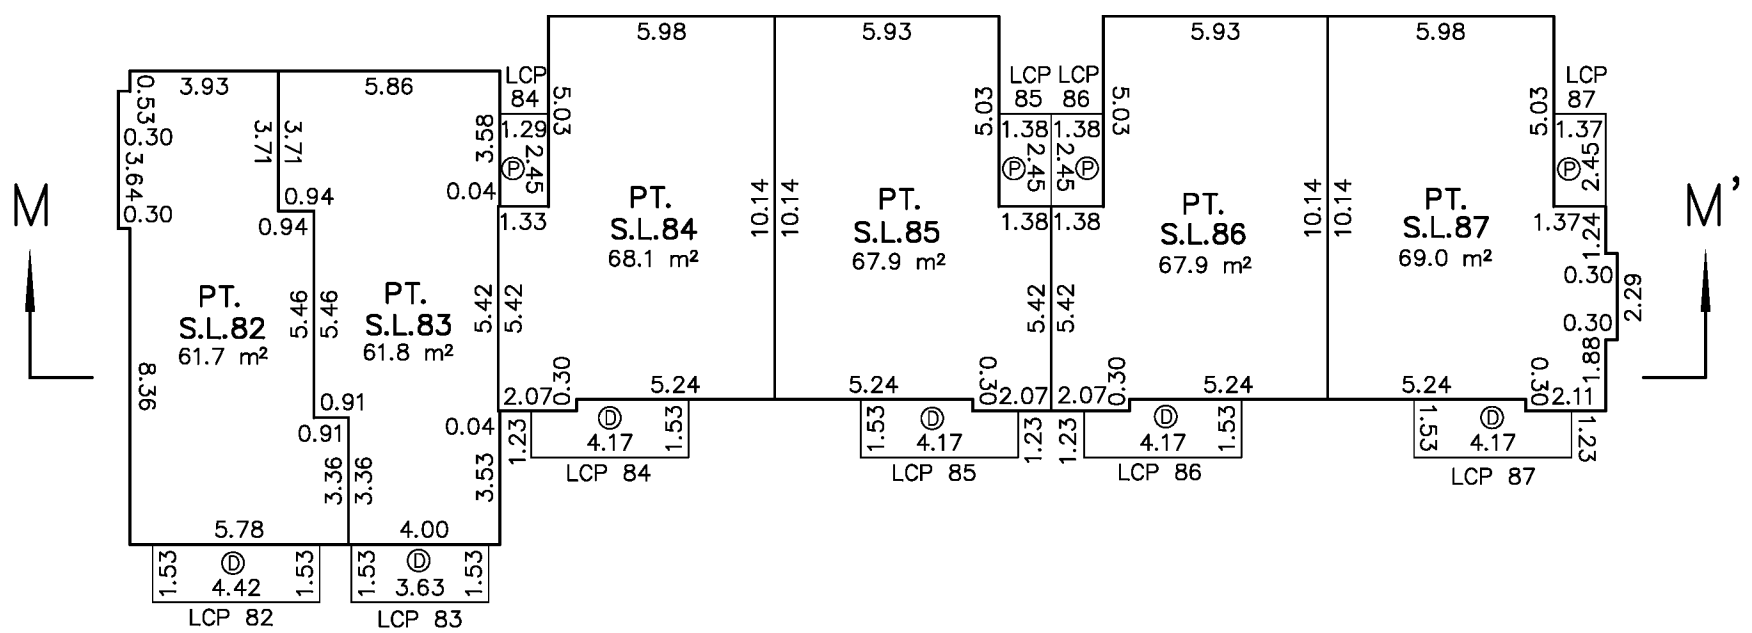 5.98
5.93
5.93
5.98
3.93
5.86
LCP
84
LCP
85
LCP
86
LCP
87
0.53
0.30
3.64
0.30
3.71
3.71
3.58
1.29
2.45
P
5.03
5.03
1.38
1.38
P
2.45
2.45
P
5.03
5.03
1.37
P
2.45
M
M'
0.94
0.94
0.04
1.33
PT.
S.L.84
68.1 m²
10.14
10.14
PT.
S.L.85
67.9 m²
1.38
1.38
PT.
S.L.86
67.9 m²
10.14
10.14
PT.
S.L.87
69.0 m²
1.37
1.24
0.30
2.29
0.30
1.88
PT.
S.L.82
61.7 m²
5.46
5.46
PT.
S.L.83
61.8 m²
5.42
5.42
5.42
5.42
8.36
0.91
0.91
0.04
2.07
0.30
5.24
5.24
0.30
2.07
2.07
0.30
5.24
5.24
0.30
2.11
3.36
3.36
3.53
1.23
D
4.17
1.53
LCP 84
1.53
D
4.17
1.23
LCP 85
1.23
D
4.17
1.53
LCP 86
1.53
D
4.17
1.23
LCP 87
5.78
4.00
1.53
D
4.42
1.53
LCP 82
1.53
D
3.63
1.53
LCP 83